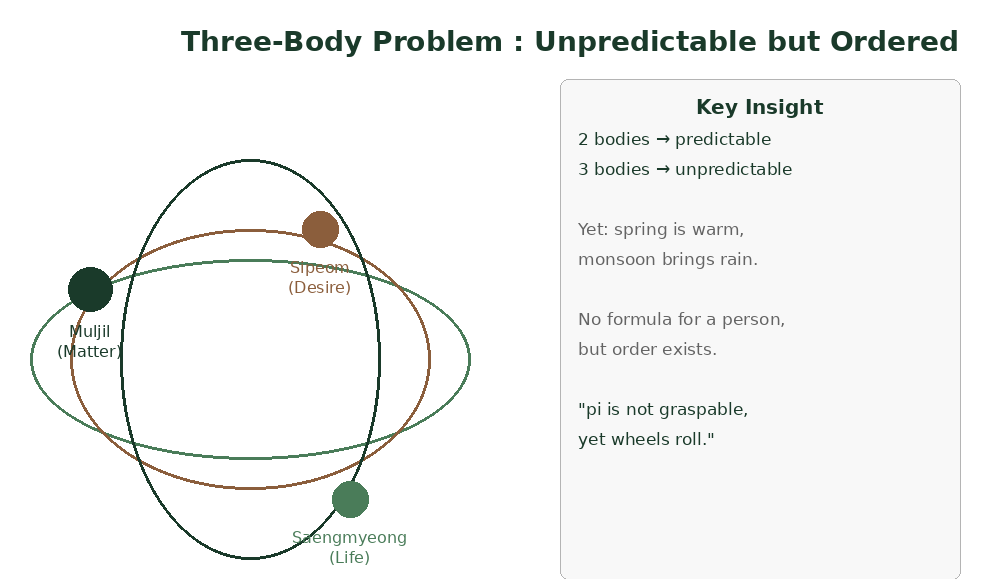 Three-Body Problem : Unpredictable but Ordered
Sipeom
(Desire)
Muljil
(Matter)
Saengmyeong
(Life)
Key Insight
2 bodies → predictable
3 bodies → unpredictable
Yet: spring is warm,
monsoon brings rain.
No formula for a person,
but order exists.
"pi is not graspable,
yet wheels roll."